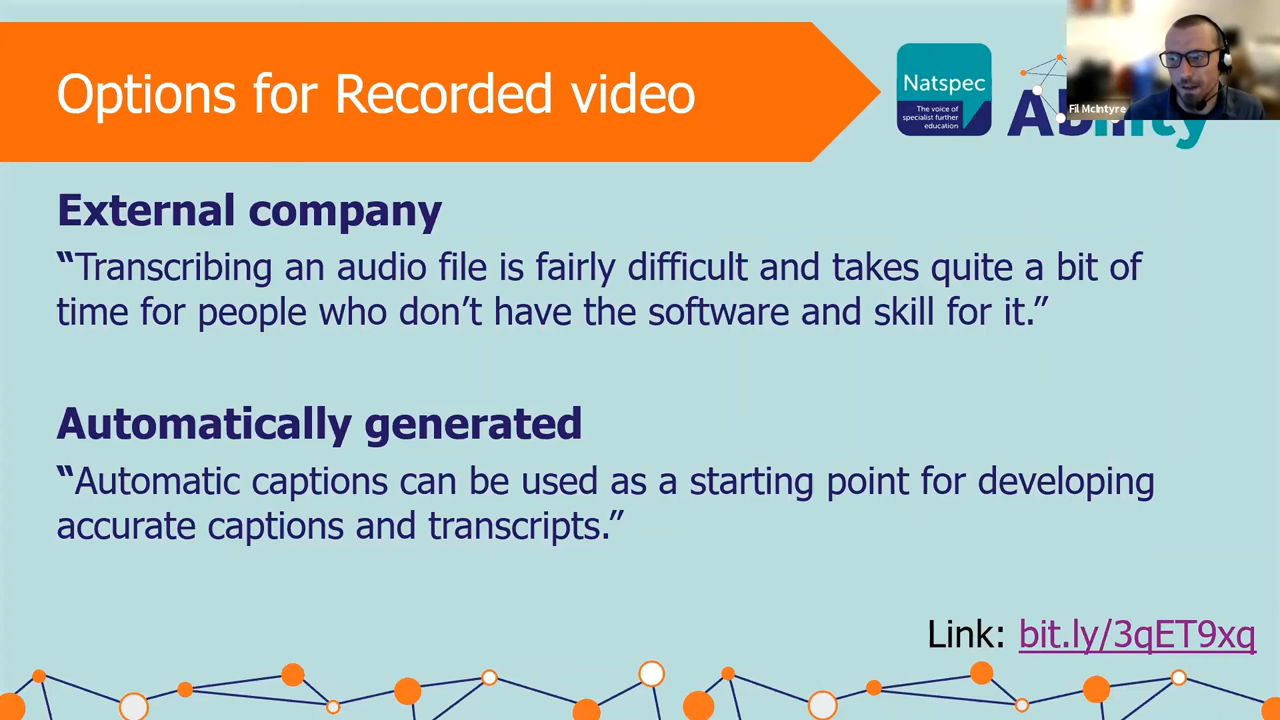 Options for Recorded video
Natspec
The voice of
specialist further
education
Ability
Fil McIntyre
External company
“Transcribing an audio file is fairly difficult and takes quite a bit of
time for people who don’t have the software and skill for it.”
Automatically generated
“Automatic captions can be used as a starting point for developing
accurate captions and transcripts.”
Link: bit.ly/3qET9xq